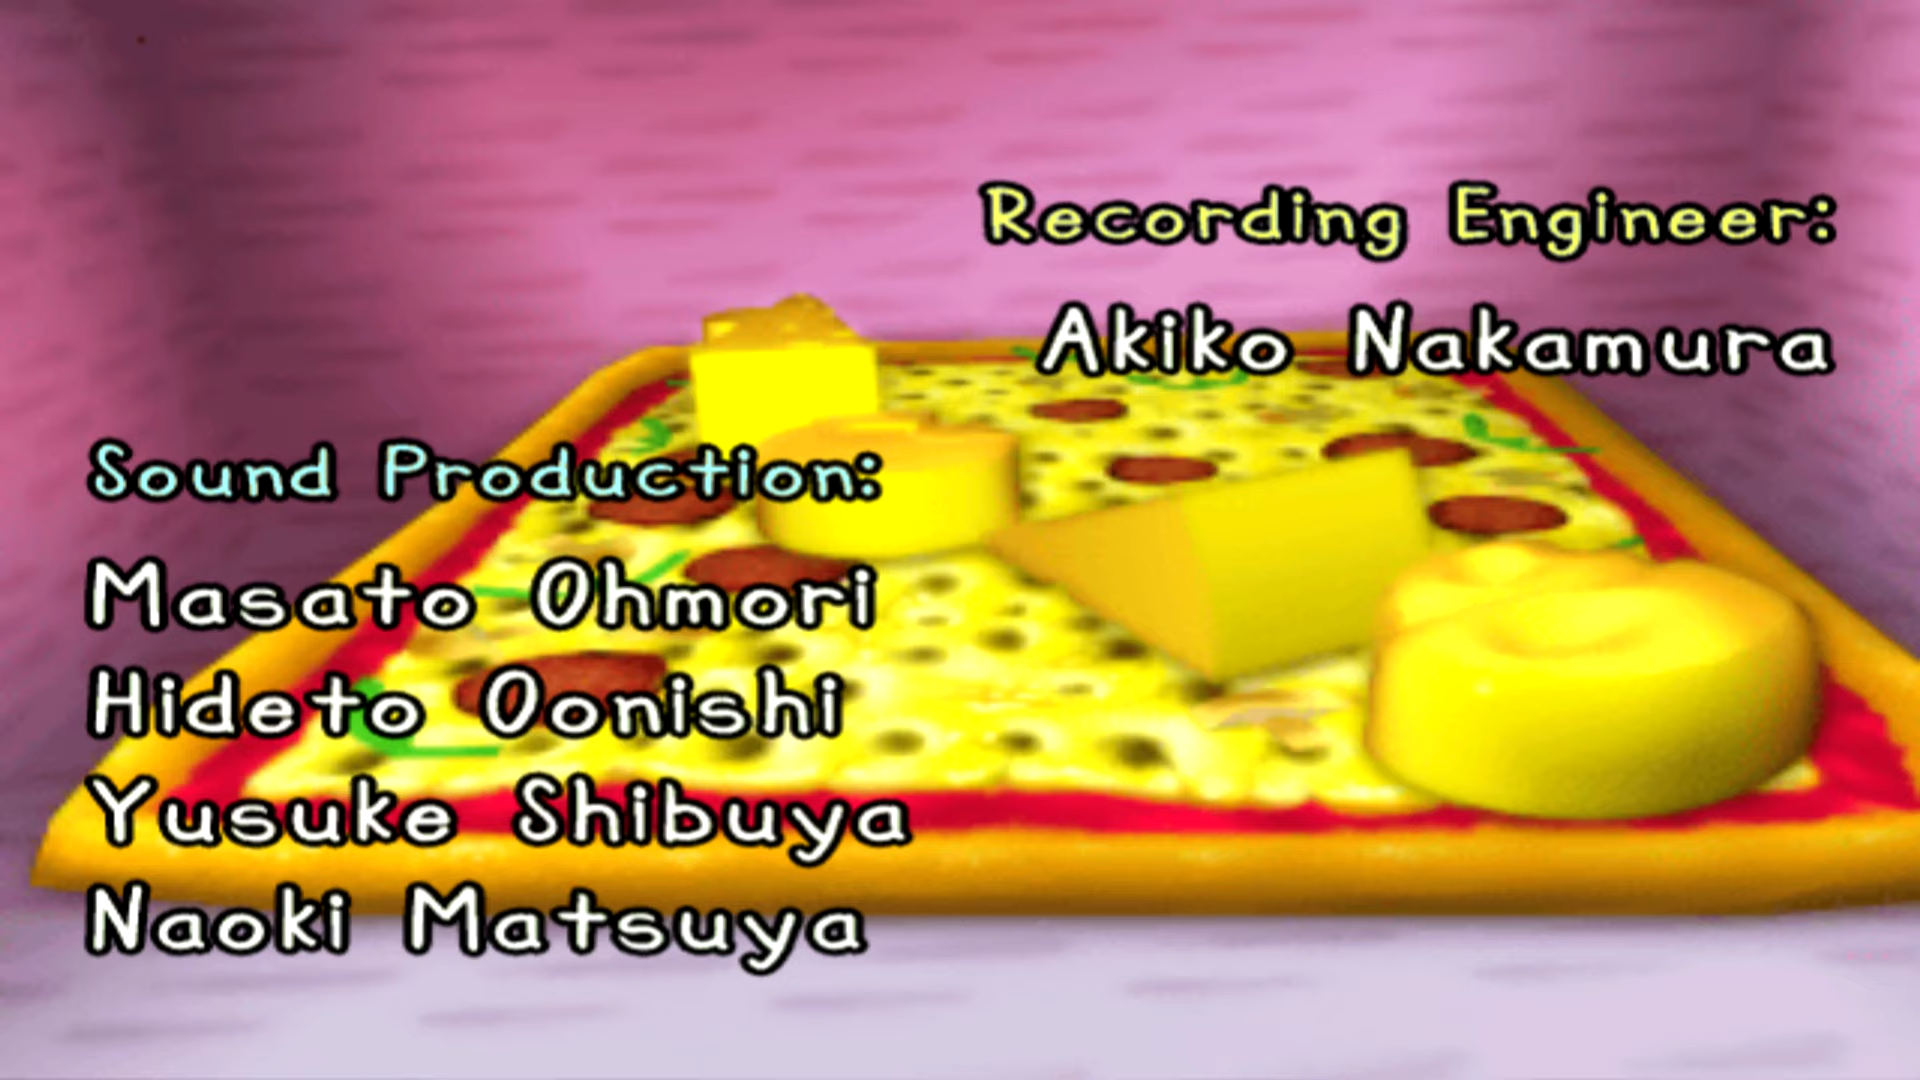 Recording Engineer:
Akiko Nakamura
Sound Production:
Masato Ohmori
Hideto Oonishi
Yusuke Shibuya
Naoki Matsuya